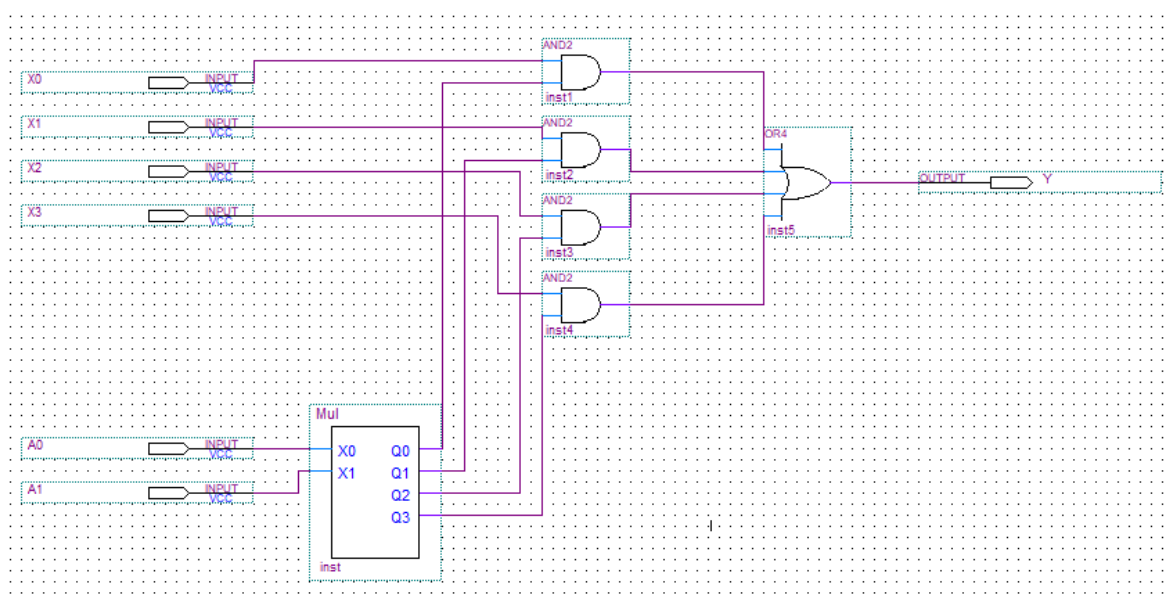 AND2
X0 INPUT
VCC
inst1
X1 INPUT
VCC
AND2
inst2
OR4
X2 INPUT
VCC
OUTPUT Y
AND2
X3 INPUT
VCC
inst3
inst5
AND2
inst4
Mul
A0 INPUT
VCC
X0 Q0
X1 Q1
A1 INPUT
VCC
Q2
Q3
inst